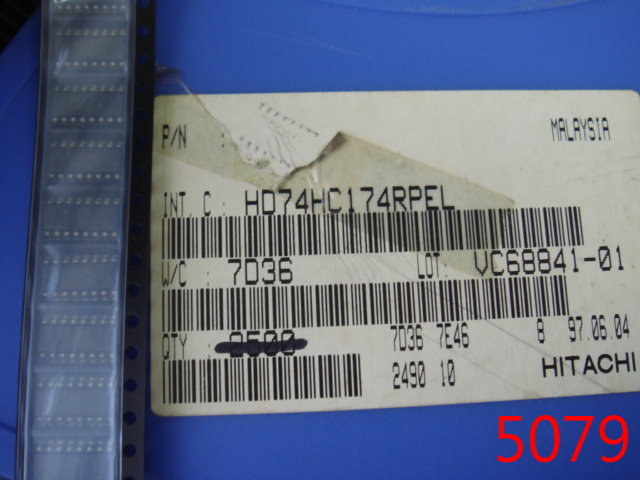 P/N :
MALAYSIA
INT. C : HD74HC174RPEL
W/C : 7D36 LOT: VC68841-01
QTY : 2500
7D36 7E46 8 97.06.04
2490 10 HITACHI
5079